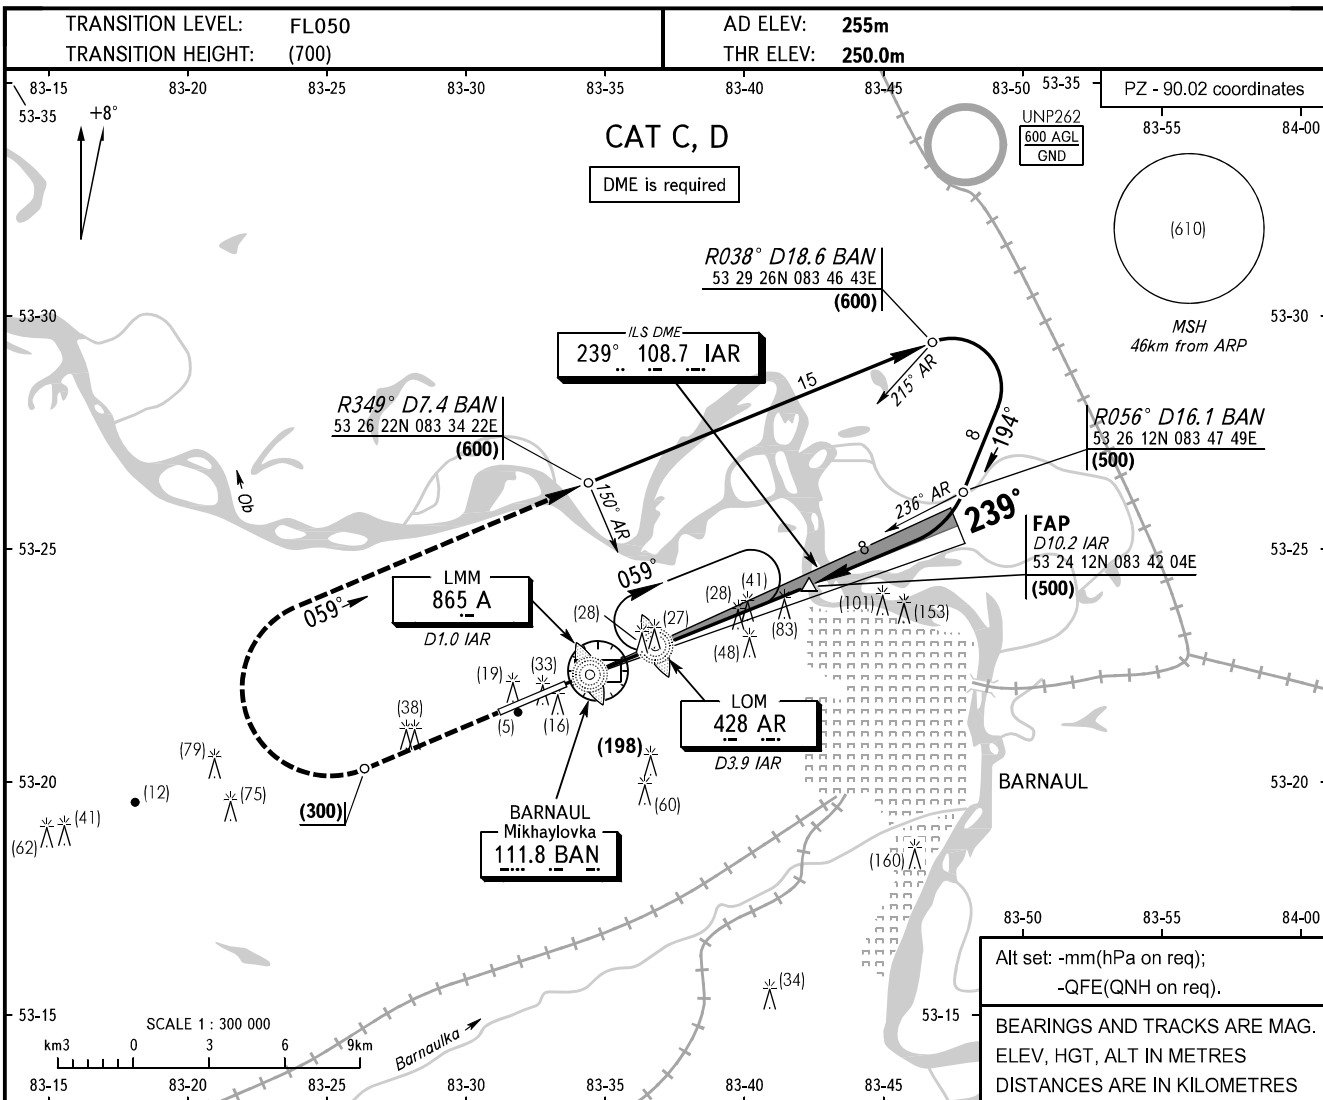 TRANSITION LEVEL: FL050
TRANSITION HEIGHT: (700)
AD ELEV: 255m
THR ELEV: 250.0m
83-15 83-20 83-25 83-30 83-35 83-40 83-45 83-50 53-35
PZ - 90.02 coordinates
53-35
+8°
CAT C, D
DME is required
UNP262
600 AGL
GND
83-55 84-00
(610)
MSH
46km from ARP
R038° D18.6 BAN
53 29 26N 083 46 43E
(600)
53-30
53-30
ILS DME
239° 108.7 IAR
15
215° AR
R349° D7.4 BAN
53 26 22N 083 34 22E
(600)
R056° D16.1 BAN
53 26 12N 083 47 49E
(500)
8
194°
Ob
150° AR
236° AR
239°
FAP
D10.2 IAR
53 24 12N 083 42 04E
(500)
8
53-25
53-25
059°
059°
LMM
865 A
D1.0 IAR
(28)
(27)
(28)
(41)
(48)
(83)
(101)
(153)
(19)
(33)
(5)
(16)
(38)
LOM
428 AR
D3.9 IAR
(198)
(60)
(79)
(75)
(12)
(41)
(62)
(300)
53-20
53-20
BARNAUL
BARNAUL
Mikhaylovka
111.8 BAN
(160)
(34)
83-50 83-55 84-00
Alt set: -mm(hPa on req);
-QFE(QNH on req).
53-15
53-15
SCALE 1 : 300 000
km3 0 3 6 9km
Barnaulka
BEARINGS AND TRACKS ARE MAG.
ELEV, HGT, ALT IN METRES
DISTANCES ARE IN KILOMETRES
83-15 83-20 83-25 83-30 83-35 83-40 83-45